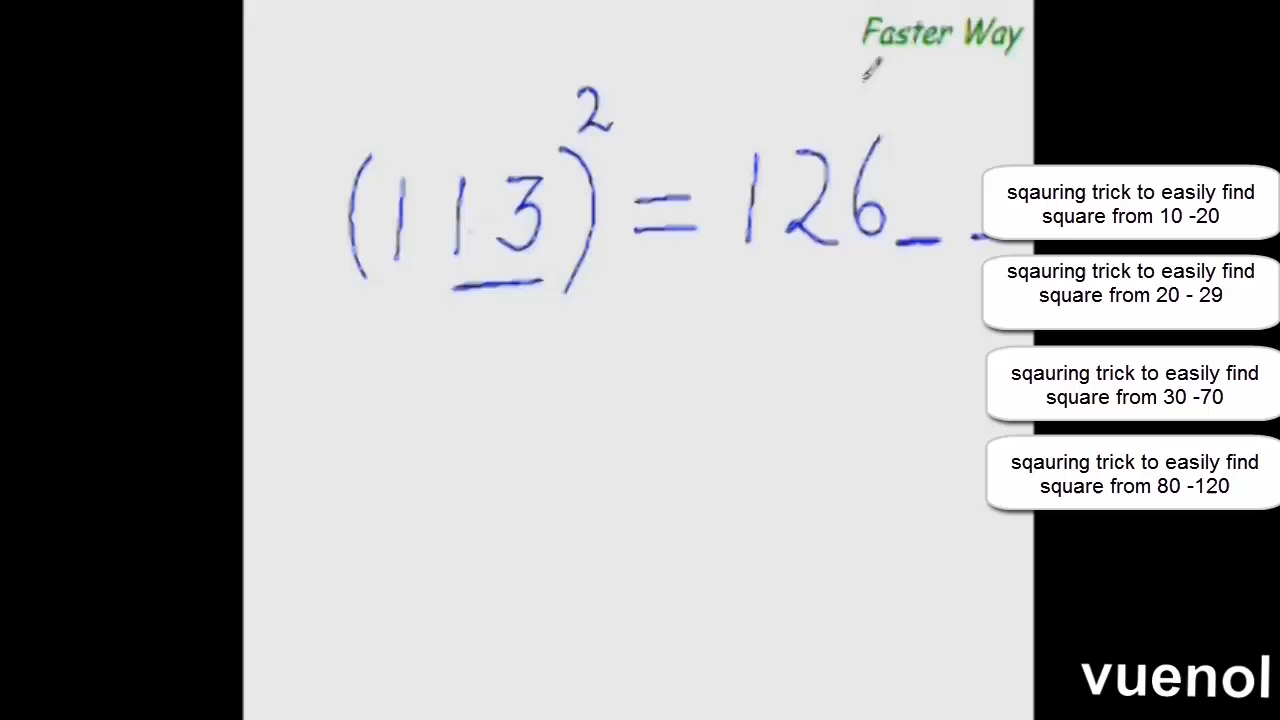 Faster Way
(113)² = 126_ _
sqauring trick to easily find
square from 10 -20
sqauring trick to easily find
square from 20 - 29
sqauring trick to easily find
square from 30 -70
sqauring trick to easily find
square from 80 -120
vuenol